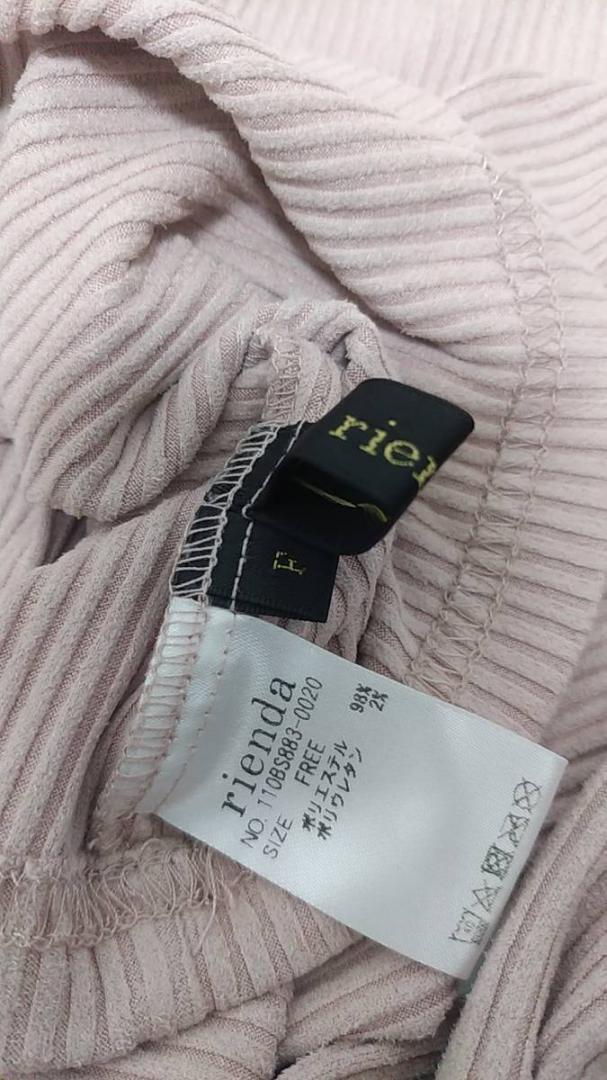 rie
F
rienda
NO. 110BS883-0020
SIZE FREE
ポリエステル 98%
ポリウレタン 2%
40